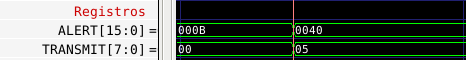 Registros
ALERT[15:0] = 000B 0040
TRANSMIT[7:0] = 00 05